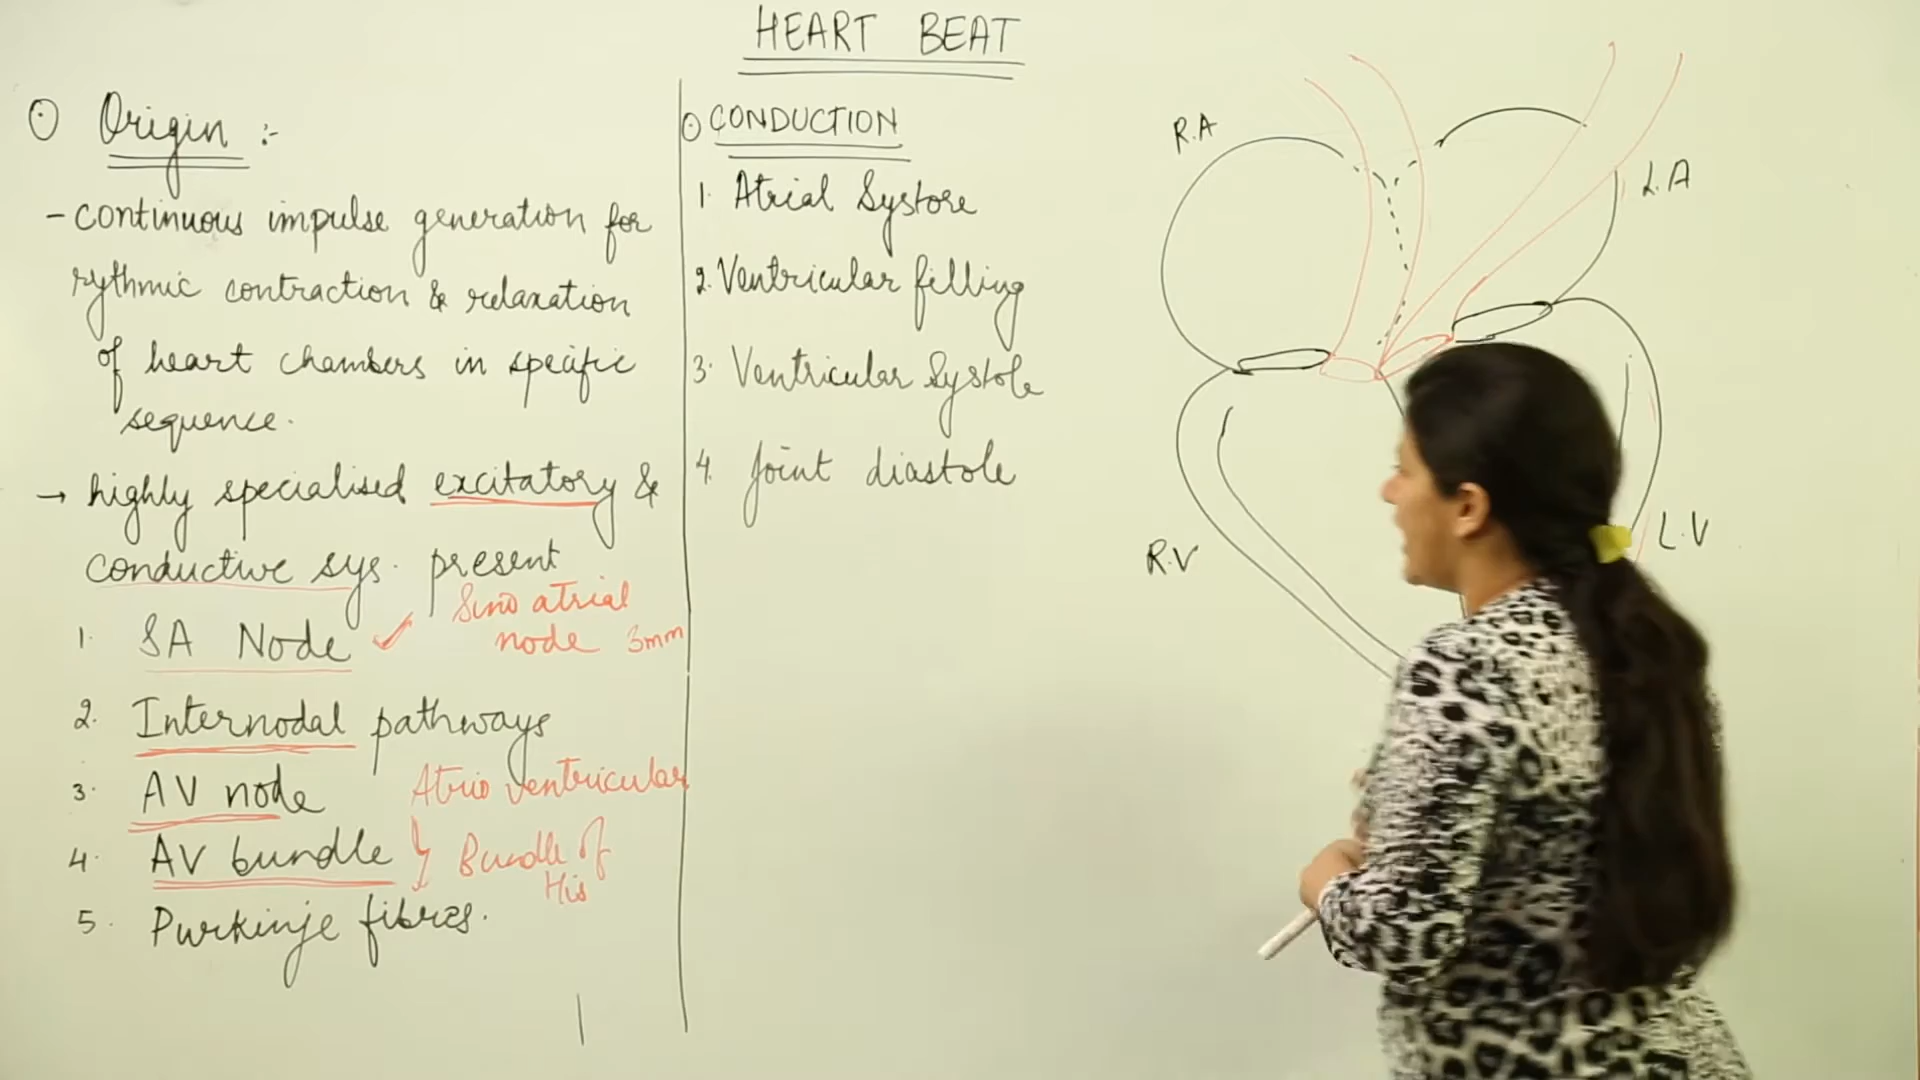 HEART BEAT
Origin :-
- continuous impulse generation for
rythmic contraction & relaxation
of heart chambers in specific
sequence.
→ highly specialised excitatory &
conductive sys. present
1. SA Node ✓ Sino atrial
node 3mm
2. Internodal pathways
3. AV node Atrio ventricular
4. AV bundle } Bundle of
His
5. Purkinje fibres.
CONDUCTION
1. Atrial Systore
2. Ventricular filling
3. Ventricular Systole
4. Joint diastole
R.A
L.A
R.V
L.V